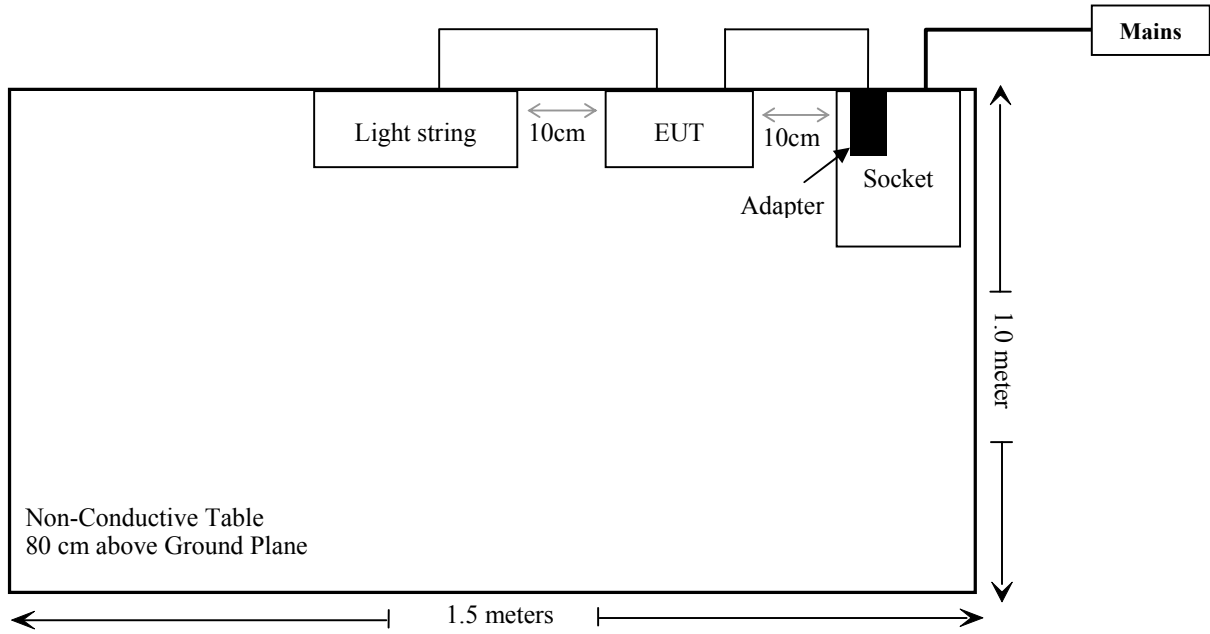 Mains
Light string
10cm
EUT
10cm
Socket
Adapter
1.0 meter
Non-Conductive Table
80 cm above Ground Plane
1.5 meters